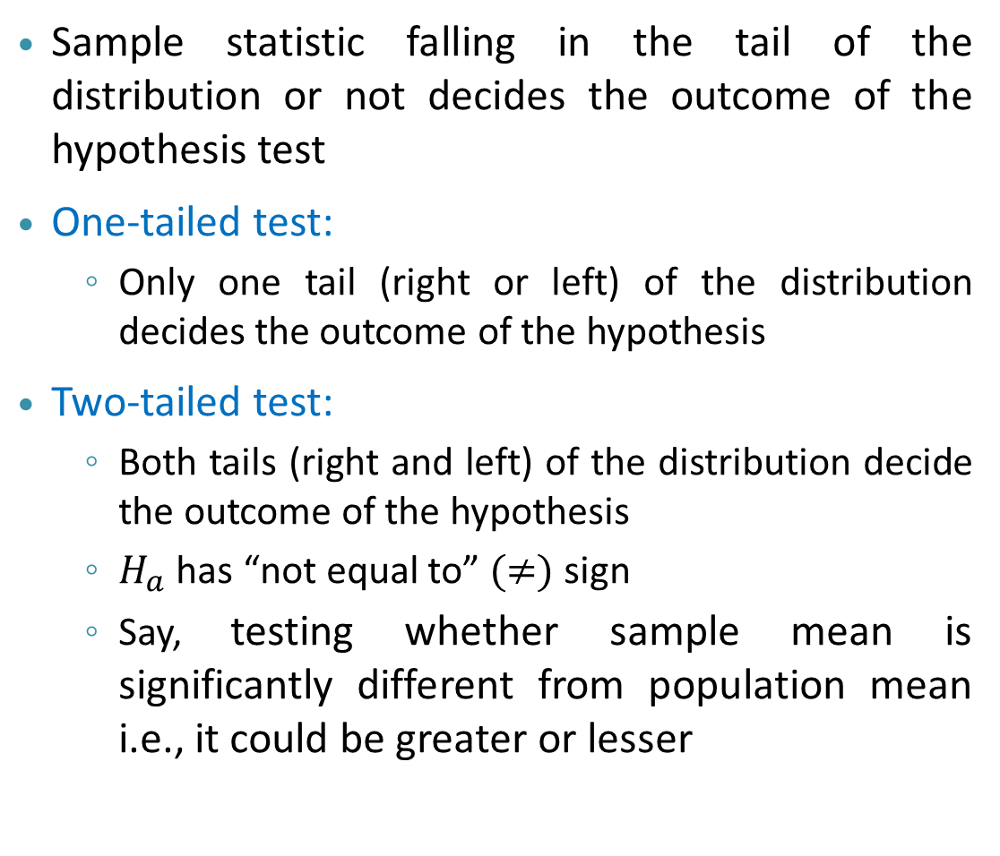 • Sample statistic falling in the tail of the
distribution or not decides the outcome of the
hypothesis test
• One-tailed test:
◦ Only one tail (right or left) of the distribution
decides the outcome of the hypothesis
• Two-tailed test:
◦ Both tails (right and left) of the distribution decide
the outcome of the hypothesis
◦ Hₐ has “not equal to” (≠) sign
◦ Say, testing whether sample mean is
significantly different from population mean
i.e., it could be greater or lesser